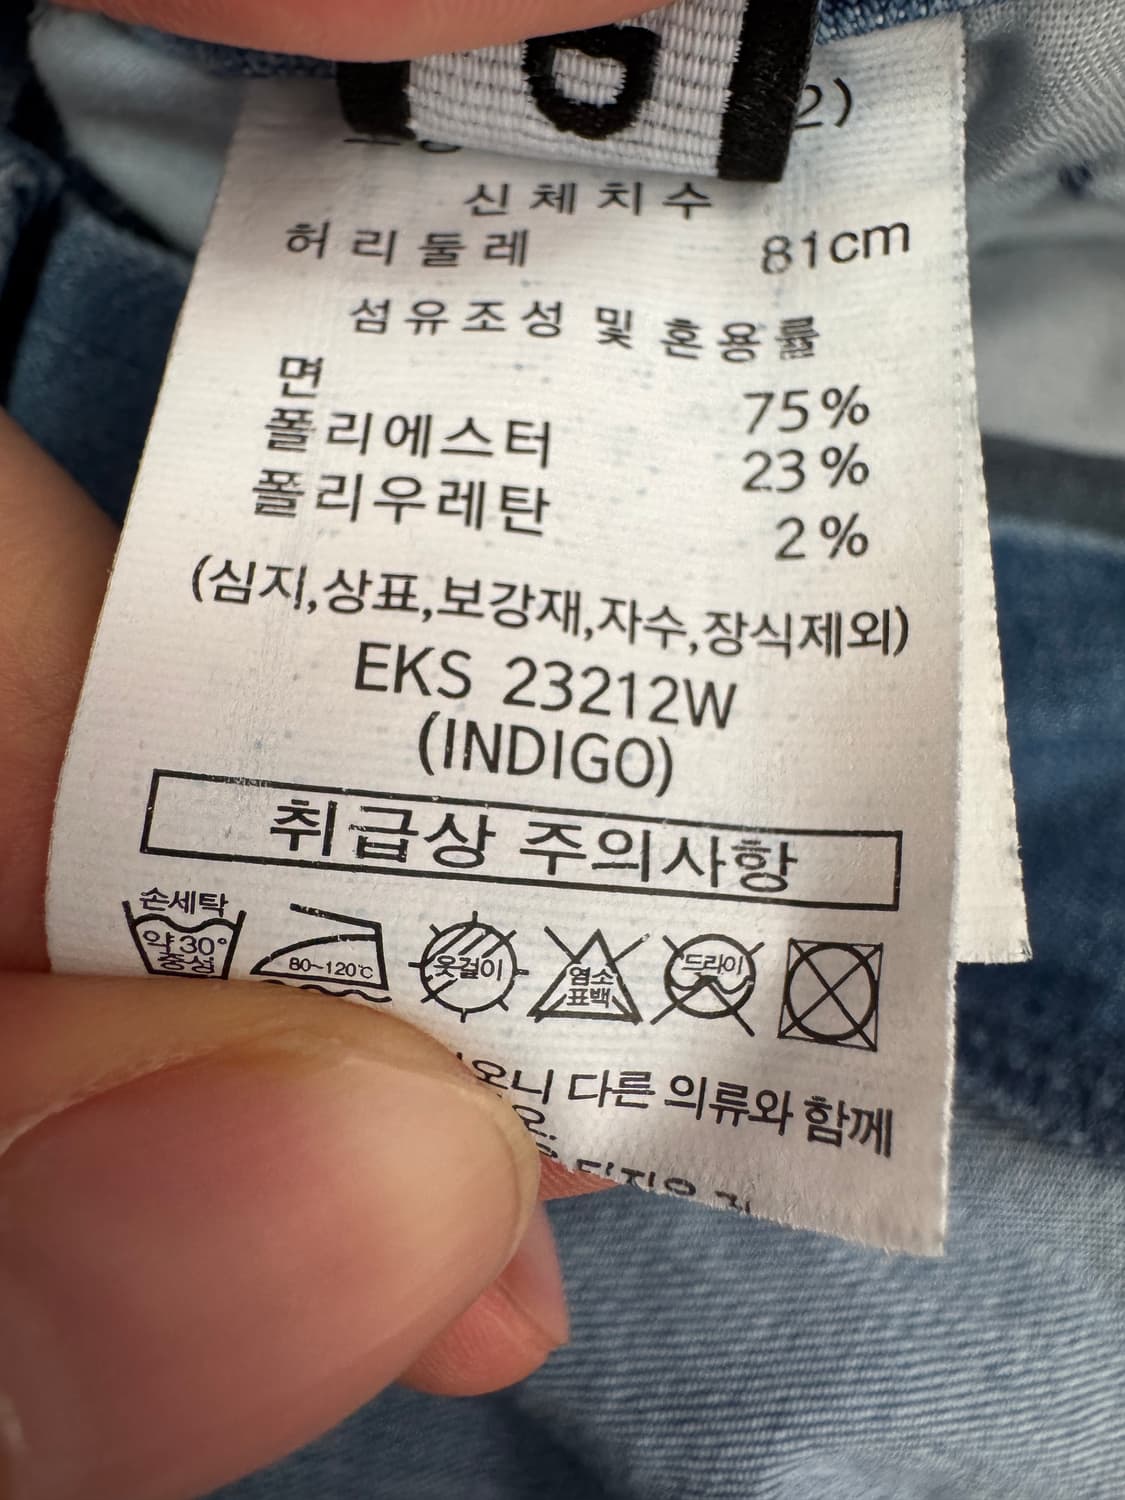 6
2)
신체치수
허리둘레 81cm
섬유조성 및 혼용률
면 75%
폴리에스터 23%
폴리우레탄 2%
(심지,상표,보강재,자수,장식제외)
EKS 23212W
(INDIGO)
취급상 주의사항
손세탁
약30°
중성
80~120℃
옷걸이
염소
표백
드라이
다른 의류와 함께